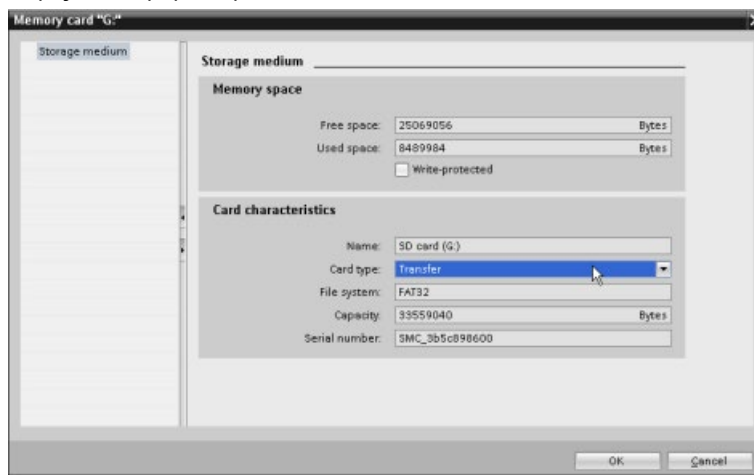 Memory card "G:"
Storage medium
Storage medium
Memory space
Free space: 25069056 Bytes
Used space: 8489984 Bytes
Write-protected
Card characteristics
Name: SD card (G:)
Card type: Transfer
File system: FAT32
Capacity: 33559040 Bytes
Serial number: SMC_3b5c898600
OK Cancel